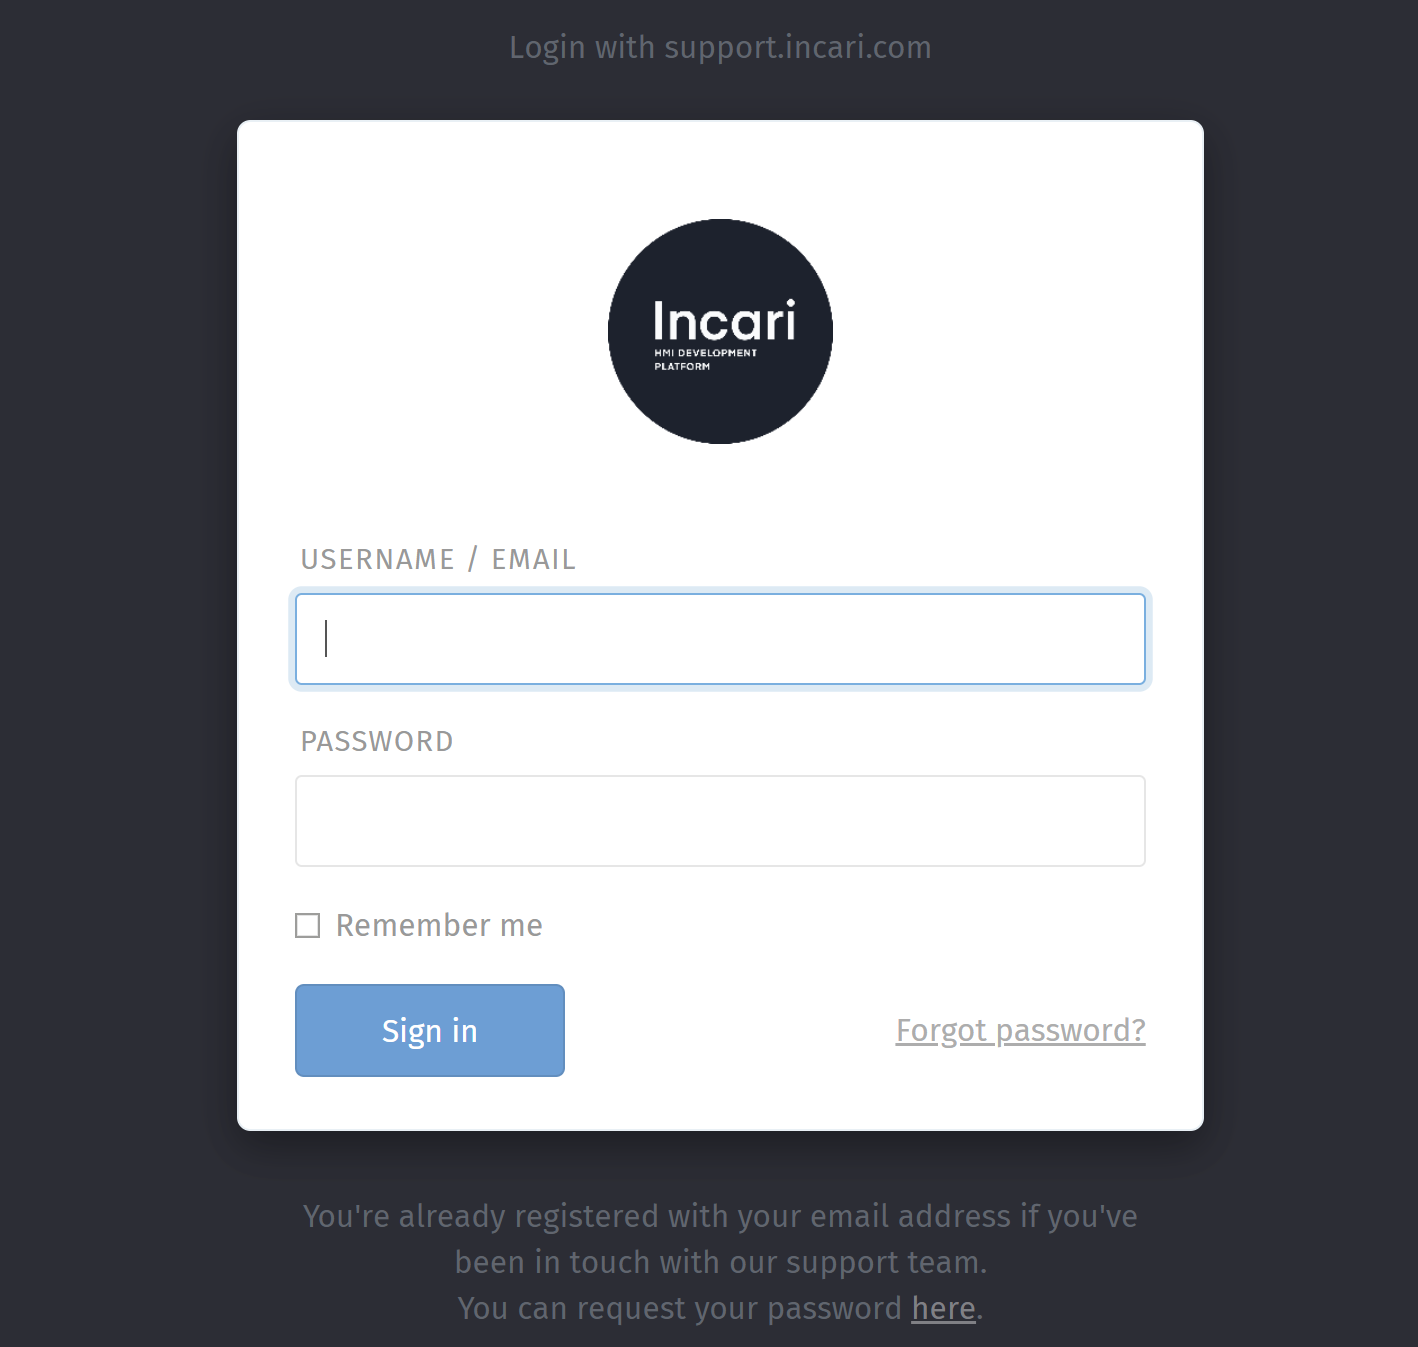 Login with support.incari.com
Incari
HMI DEVELOPMENT
PLATFORM
USERNAME / EMAIL
PASSWORD
Remember me
Sign in
Forgot password?
You're already registered with your email address if you've
been in touch with our support team.
You can request your password here.